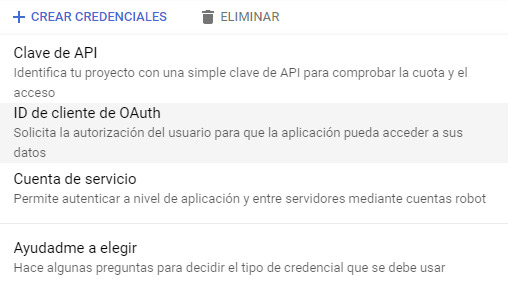 CREAR CREDENCIALES ELIMINAR
Clave de API
Identifica tu proyecto con una simple clave de API para comprobar la cuota y el
acceso
ID de cliente de OAuth
Solicita la autorización del usuario para que la aplicación pueda acceder a sus
datos
Cuenta de servicio
Permite autenticar a nivel de aplicación y entre servidores mediante cuentas robot
Ayudadme a elegir
Hace algunas preguntas para decidir el tipo de credencial que se debe usar